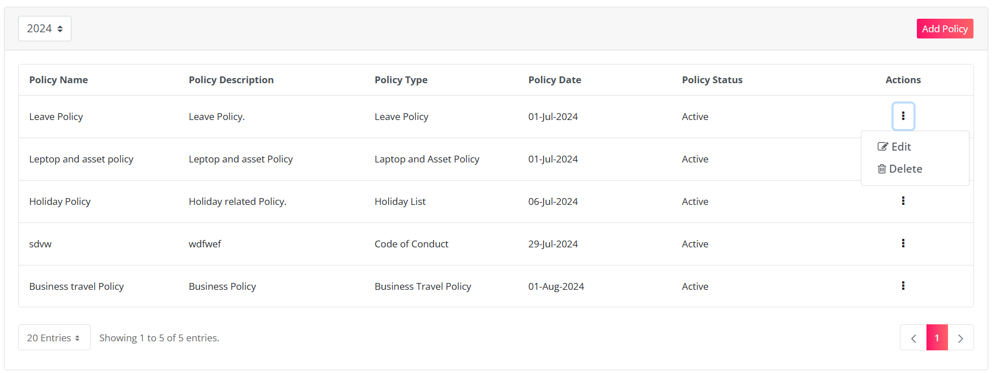 2024
Add Policy
Policy Name Policy Description Policy Type Policy Date Policy Status Actions
Leave Policy Leave Policy. Leave Policy 01-Jul-2024 Active
Edit
Leptop and asset policy Leptop and asset Policy Laptop and Asset Policy 01-Jul-2024 Active
Delete
Holiday Policy Holiday related Policy. Holiday List 06-Jul-2024 Active
sdvw wdfwef Code of Conduct 29-Jul-2024 Active
Business travel Policy Business Policy Business Travel Policy 01-Aug-2024 Active
20 Entries Showing 1 to 5 of 5 entries. 1